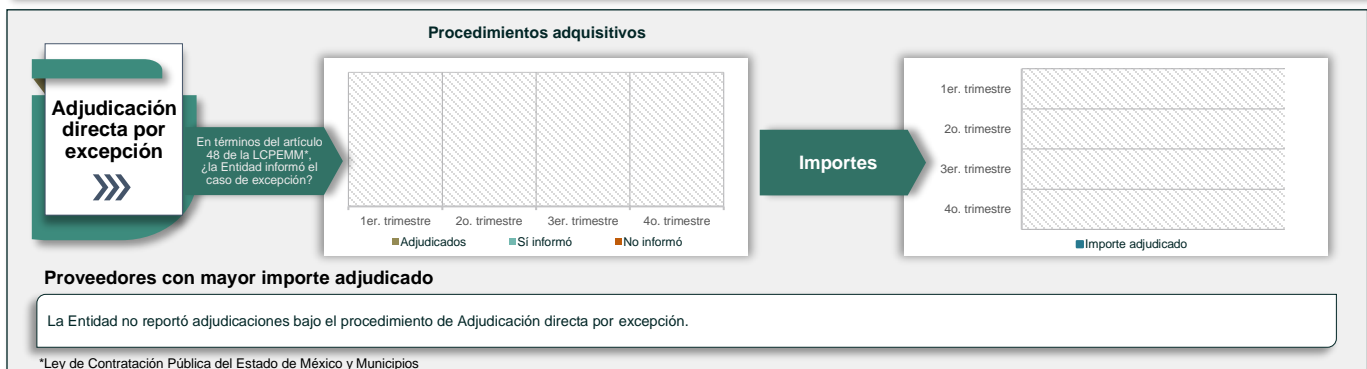 Procedimientos adquisitivos
Adjudicación
directa por
excepción
En términos del artículo
48 de la LCPEMM*,
¿la Entidad informó el
caso de excepción?
1er. trimestre 2o. trimestre 3er. trimestre 4o. trimestre
Adjudicados Sí informó No informó
Importes
1er. trimestre
2o. trimestre
3er. trimestre
4o. trimestre
Importe adjudicado
Proveedores con mayor importe adjudicado
La Entidad no reportó adjudicaciones bajo el procedimiento de Adjudicación directa por excepción.
*Ley de Contratación Pública del Estado de México y Municipios